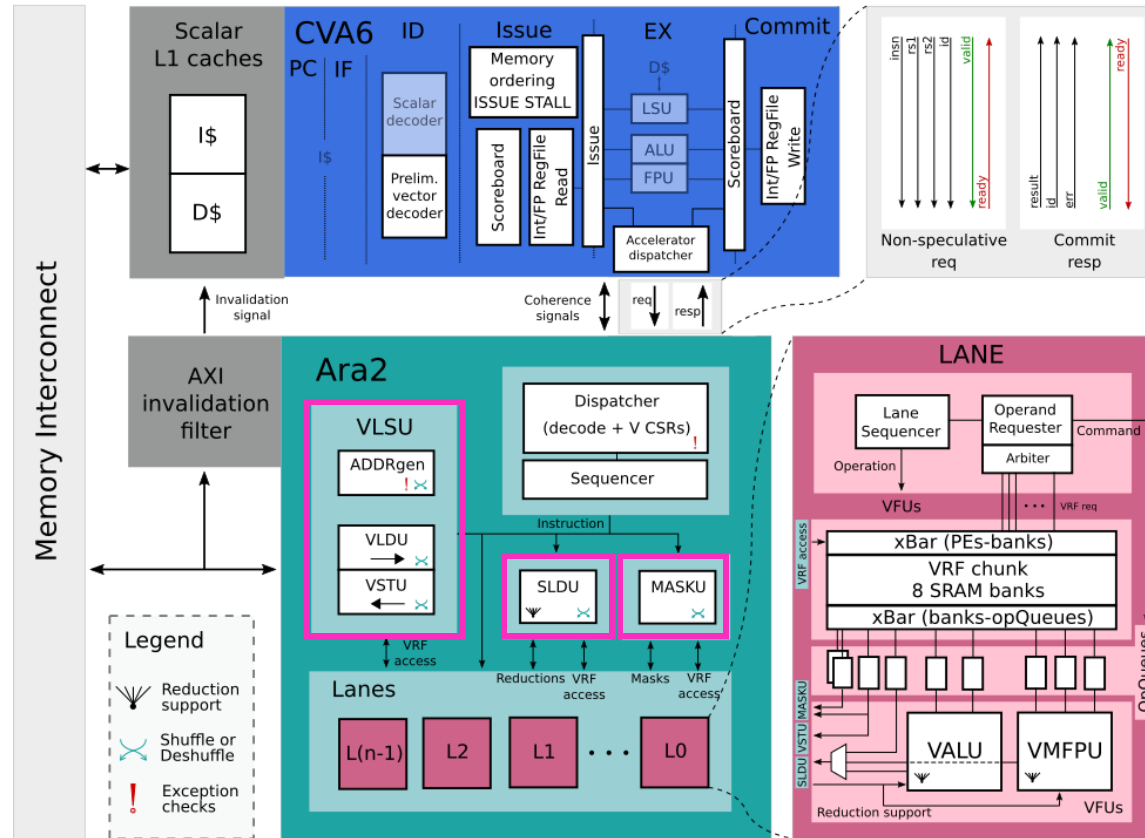 Memory Interconnect
Scalar
L1 caches
I$
D$
CVA6
PC
IF
I$
ID
Scalar
decoder
Prelim.
vector
decoder
Issue
Memory
ordering
ISSUE STALL
Scoreboard
Int/FP RegFile
Read
Issue
EX
D$
LSU
ALU
FPU
Accelerator
dispatcher
Scoreboard
Commit
Int/FP RegFile
Write
insn
rs1
rs2
id
valid
ready
Non-speculative
req
result
id
err
valid
ready
Commit
resp
Invalidation
signal
Coherence
signals
req
resp
AXI
invalidation
filter
Ara2
VLSU
ADDRgen
!
VLDU
VSTU
Dispatcher
(decode + V CSRs)
!
Sequencer
Instruction
SLDU
MASKU
VRF
access
Reductions
VRF
access
Masks
VRF
access
Lanes
L(n-1)
L2
L1
L0
Legend
Reduction
support
Shuffle or
Deshuffle
!
Exception
checks
LANE
Lane
Sequencer
Operand
Requester
Arbiter
Command
Operation
VFUs
VRF req
VRF access
xBar (PEs-banks)
VRF chunk
8 SRAM banks
xBar (banks-opQueues)
OpQueues
MASKU
VSTU
SLDU
VALU
VMFPU
Reduction support
VFUs